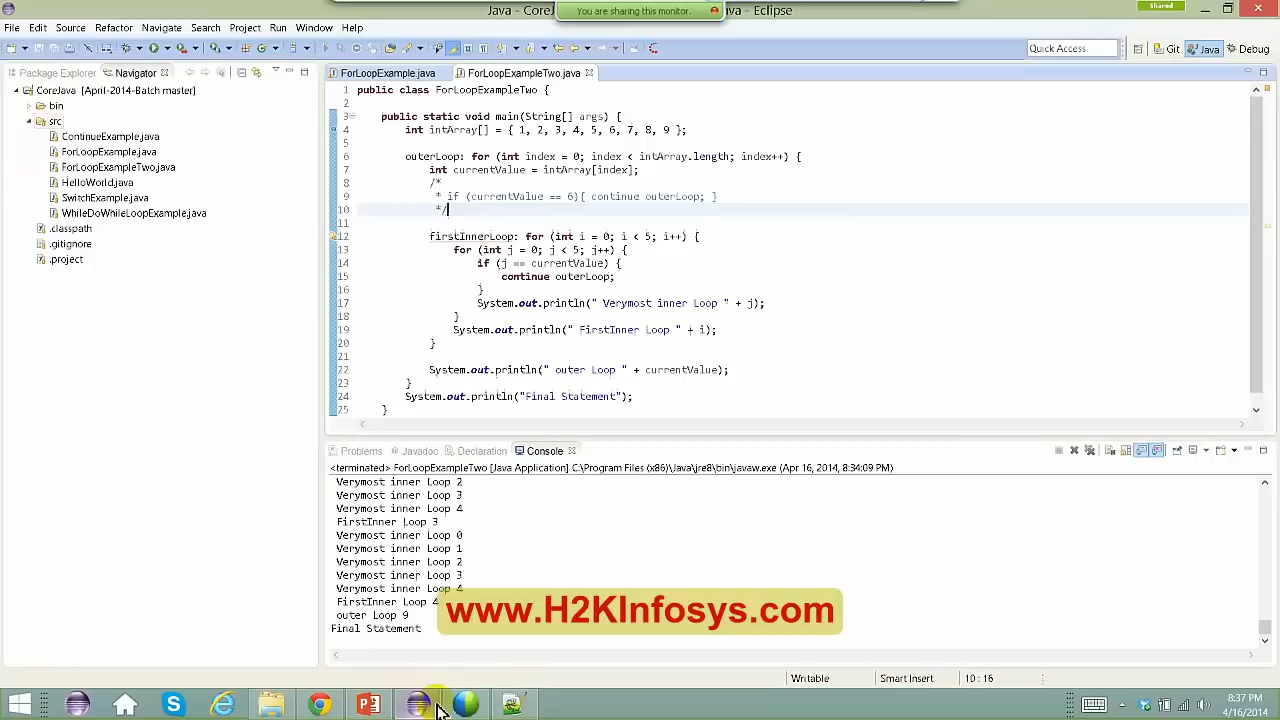 Java - CoreJ
You are sharing this monitor.
va - Eclipse
Shared
File Edit Source Refactor Navigate Search Project Run Window Help
Quick Access
Git Java Debug
Package Explorer Navigator
ForLoopExample.java ForLoopExampleTwo.java
CoreJava [April-2014-Batch master]
bin
src
ContinueExample.java
ForLoopExample.java
ForLoopExampleTwo.java
HelloWorld.java
SwitchExample.java
WhileDoWhileLoopExample.java
.classpath
.gitignore
.project
1 public class ForLoopExampleTwo {
2
3 public static void main(String[] args) {
4 int intArray[] = { 1, 2, 3, 4, 5, 6, 7, 8, 9 };
5
6 outerLoop: for (int index = 0; index < intArray.length; index++) {
7 int currentValue = intArray[index];
8 /*
9 * if (currentValue == 6){ continue outerLoop; }
10 */
11
12 firstInnerLoop: for (int i = 0; i < 5; i++) {
13 for (int j = 0; j < 5; j++) {
14 if (j == currentValue) {
15 continue outerLoop;
16 }
17 System.out.println(" Verymost inner Loop " + j);
18 }
19 System.out.println(" FirstInner Loop " + i);
20 }
21
22 System.out.println(" outer Loop " + currentValue);
23 }
24 System.out.println("Final Statement");
25 }
Problems Javadoc Declaration Console
<terminated> ForLoopExampleTwo [Java Application] C:\Program Files (x86)\Java\jre8\bin\javaw.exe (Apr 16, 2014, 8:34:09 PM)
Verymost inner Loop 2
Verymost inner Loop 3
Verymost inner Loop 4
FirstInner Loop 3
Verymost inner Loop 0
Verymost inner Loop 1
Verymost inner Loop 2
Verymost inner Loop 3
Verymost inner Loop 4
FirstInner Loop 4
outer Loop 9
Final Statement
www.H2KInfosys.com
Writable Smart Insert 10 : 16
8:37 PM
4/16/2014